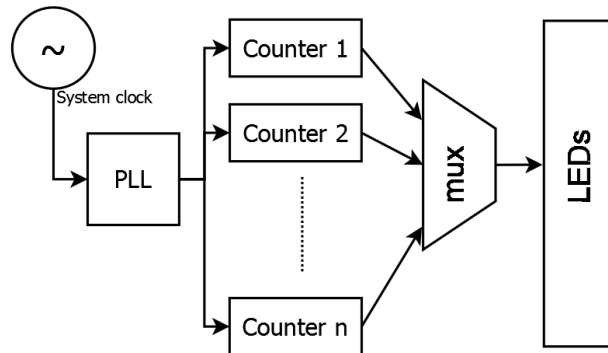 ~
System clock
PLL
Counter 1
Counter 2
Counter n
mux
LEDs